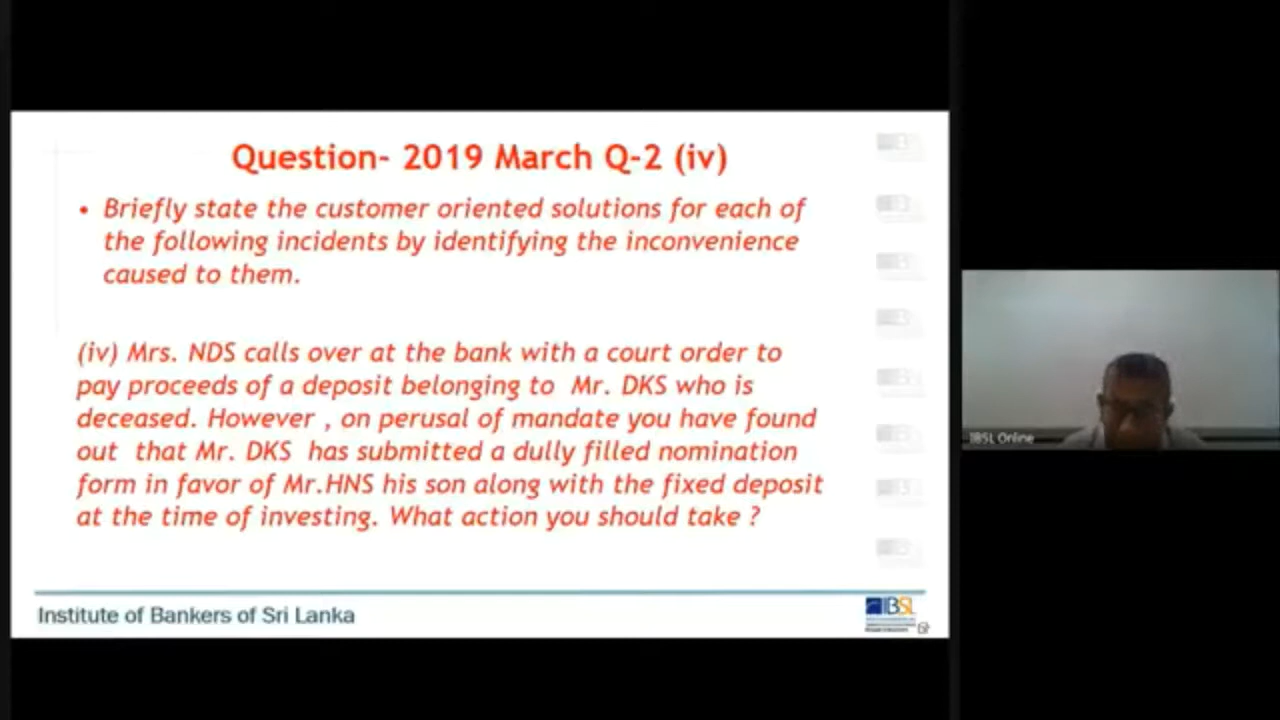 Question- 2019 March Q-2 (iv)
• Briefly state the customer oriented solutions for each of
the following incidents by identifying the inconvenience
caused to them.
(iv) Mrs. NDS calls over at the bank with a court order to
pay proceeds of a deposit belonging to Mr. DKS who is
deceased. However , on perusal of mandate you have found
out that Mr. DKS has submitted a dully filled nomination
form in favor of Mr.HNS his son along with the fixed deposit
at the time of investing. What action you should take ?
IBSL Online
Institute of Bankers of Sri Lanka
IBSL